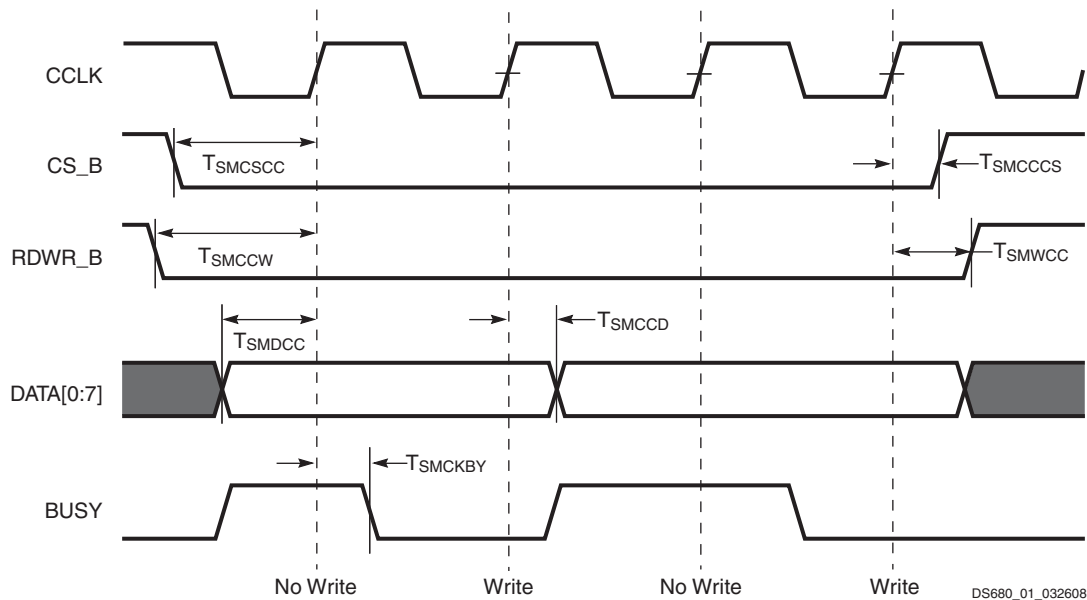 CCLK
CS_B
TSMCSCC
TSMCCCS
RDWR_B
TSMCCW
TSMWCC
TSMDCC
TSMCCD
DATA[0:7]
TSMCKBY
BUSY
No Write
Write
No Write
Write
DS680_01_032608